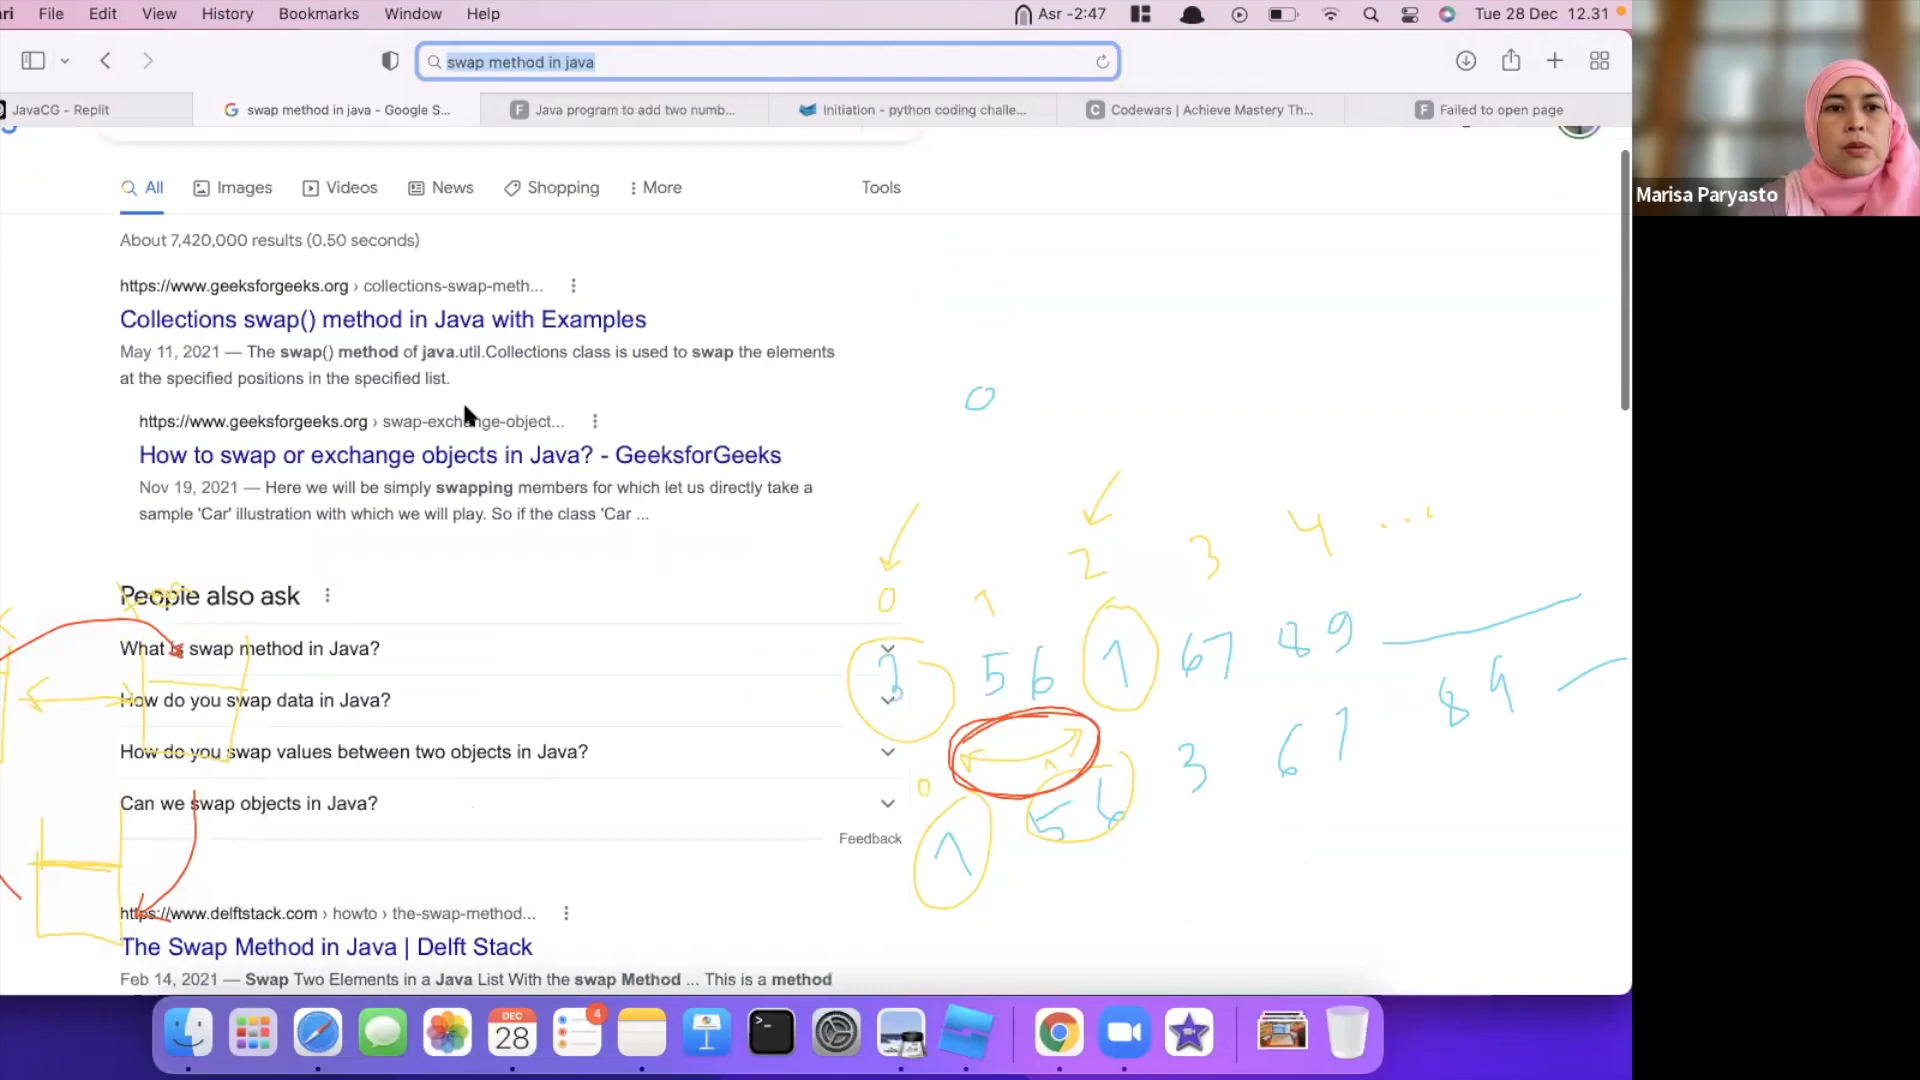 ri File Edit View History Bookmarks Window Help Asr -2:47 Tue 28 Dec 12.31
swap method in java
JavaCG - Replit swap method in java - Google S... Java program to add two numb... Initiation - python coding challe... Codewars | Achieve Mastery Th... Failed to open page
All Images Videos News Shopping More Tools
About 7,420,000 results (0.50 seconds)
https://www.geeksforgeeks.org › collections-swap-meth...
Collections swap() method in Java with Examples
May 11, 2021 — The swap() method of java.util.Collections class is used to swap the elements
at the specified positions in the specified list.
https://www.geeksforgeeks.org › swap-exchange-object...
How to swap or exchange objects in Java? - GeeksforGeeks
Nov 19, 2021 — Here we will be simply swapping members for which let us directly take a
sample 'Car' illustration with which we will play. So if the class 'Car ...
People also ask
What is swap method in Java?
How do you swap data in Java?
How do you swap values between two objects in Java?
Can we swap objects in Java?
Feedback
https://www.delftstack.com › howto › the-swap-method...
The Swap Method in Java | Delft Stack
Feb 14, 2021 — Swap Two Elements in a Java List With the swap Method ... This is a method
0
0 1 2 3 4 ...
3 56 1 67 89
89
0 1
1 56 3 67
Marisa Paryasto
4
DEC
28